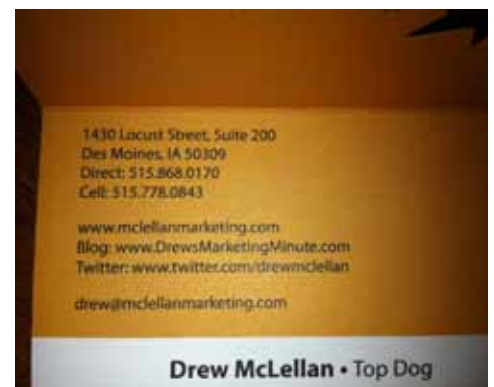 1430 Locust Street, Suite 200
Des Moines, IA 50309
Direct: 515.868.0170
Cell: 515.778.0843
www.mclellanmarketing.com
Blog: www.DrewsMarketingMinute.com
Twitter: www.twitter.com/drewmclellan
drew@mclellanmarketing.com
Drew McLellan • Top Dog